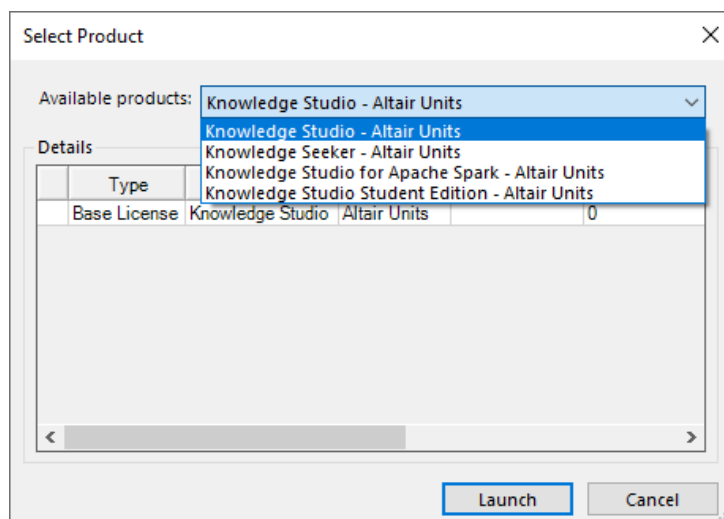 Select Product
Available products: Knowledge Studio - Altair Units
Knowledge Studio - Altair Units
Knowledge Seeker - Altair Units
Knowledge Studio for Apache Spark - Altair Units
Knowledge Studio Student Edition - Altair Units
Details
Type
Base License Knowledge Studio Altair Units 0
Launch Cancel